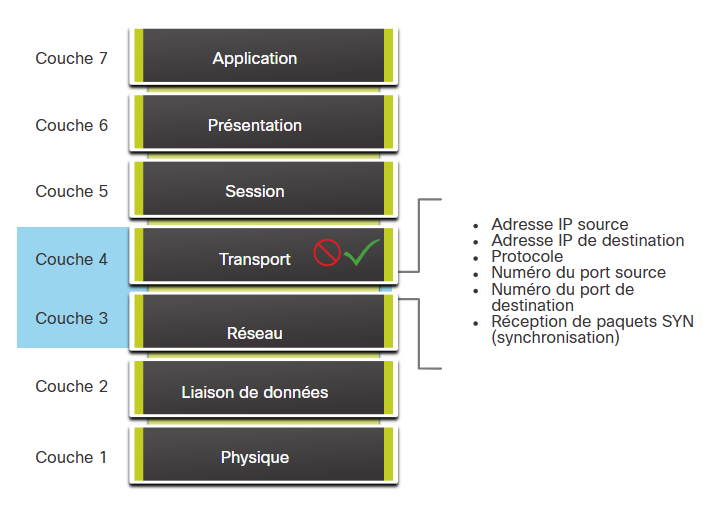 Couche 7
Application
Couche 6
Présentation
Couche 5
Session
Couche 4
Transport
Couche 3
Réseau
Couche 2
Liaison de données
Couche 1
Physique
• Adresse IP source
• Adresse IP de destination
• Protocole
• Numéro du port source
• Numéro du port de
destination
• Réception de paquets SYN
(synchronisation)